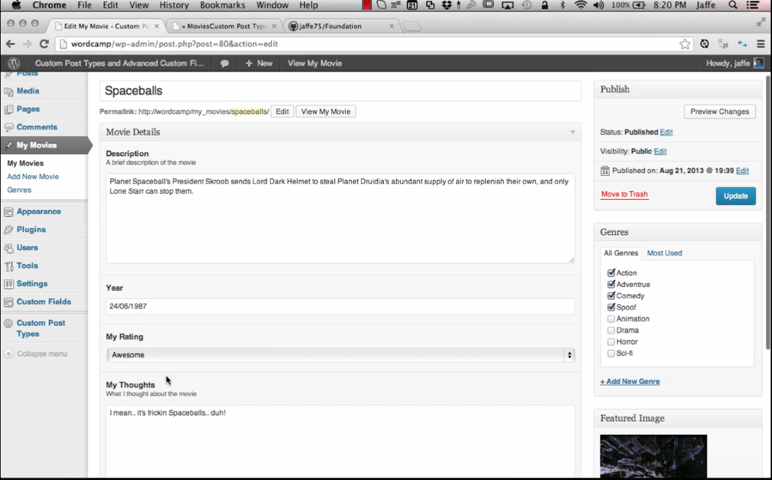 Chrome File Edit View History Bookmarks Window Help 8:20 PM Jaffe
Edit My Movie ‹ Custom Po » MoviesCustom Post Types jaffe75/Foundation
wordcamp/wp-admin/post.php?post=80&action=edit
Custom Post Types and Advanced Custom Fi... + New View My Movie Howdy, jaffe
Posts
Media
Pages
Comments
My Movies
My Movies
Add New Movie
Genres
Appearance
Plugins
Users
Tools
Settings
Custom Fields
Custom Post
Types
Collapse menu
Spaceballs
Permalink: http://wordcamp/my_movies/spaceballs/ Edit View My Movie
Movie Details
Description
A brief description of the movie
Planet Spaceball's President Skroob sends Lord Dark Helmet to steal Planet Druidia's abundant supply of air to replenish their own, and only
Lone Starr can stop them.
Year
24/06/1987
My Rating
Awesome
My Thoughts
What I thought about the movie
I mean.. it's frickin Spaceballs.. duh!
Publish
Preview Changes
Status: Published Edit
Visibility: Public Edit
Published on: Aug 21, 2013 @ 19:39 Edit
Move to Trash Update
Genres
All Genres Most Used
Action
Adventrue
Comedy
Spoof
Animation
Drama
Horror
Sci-fi
+ Add New Genre
Featured Image